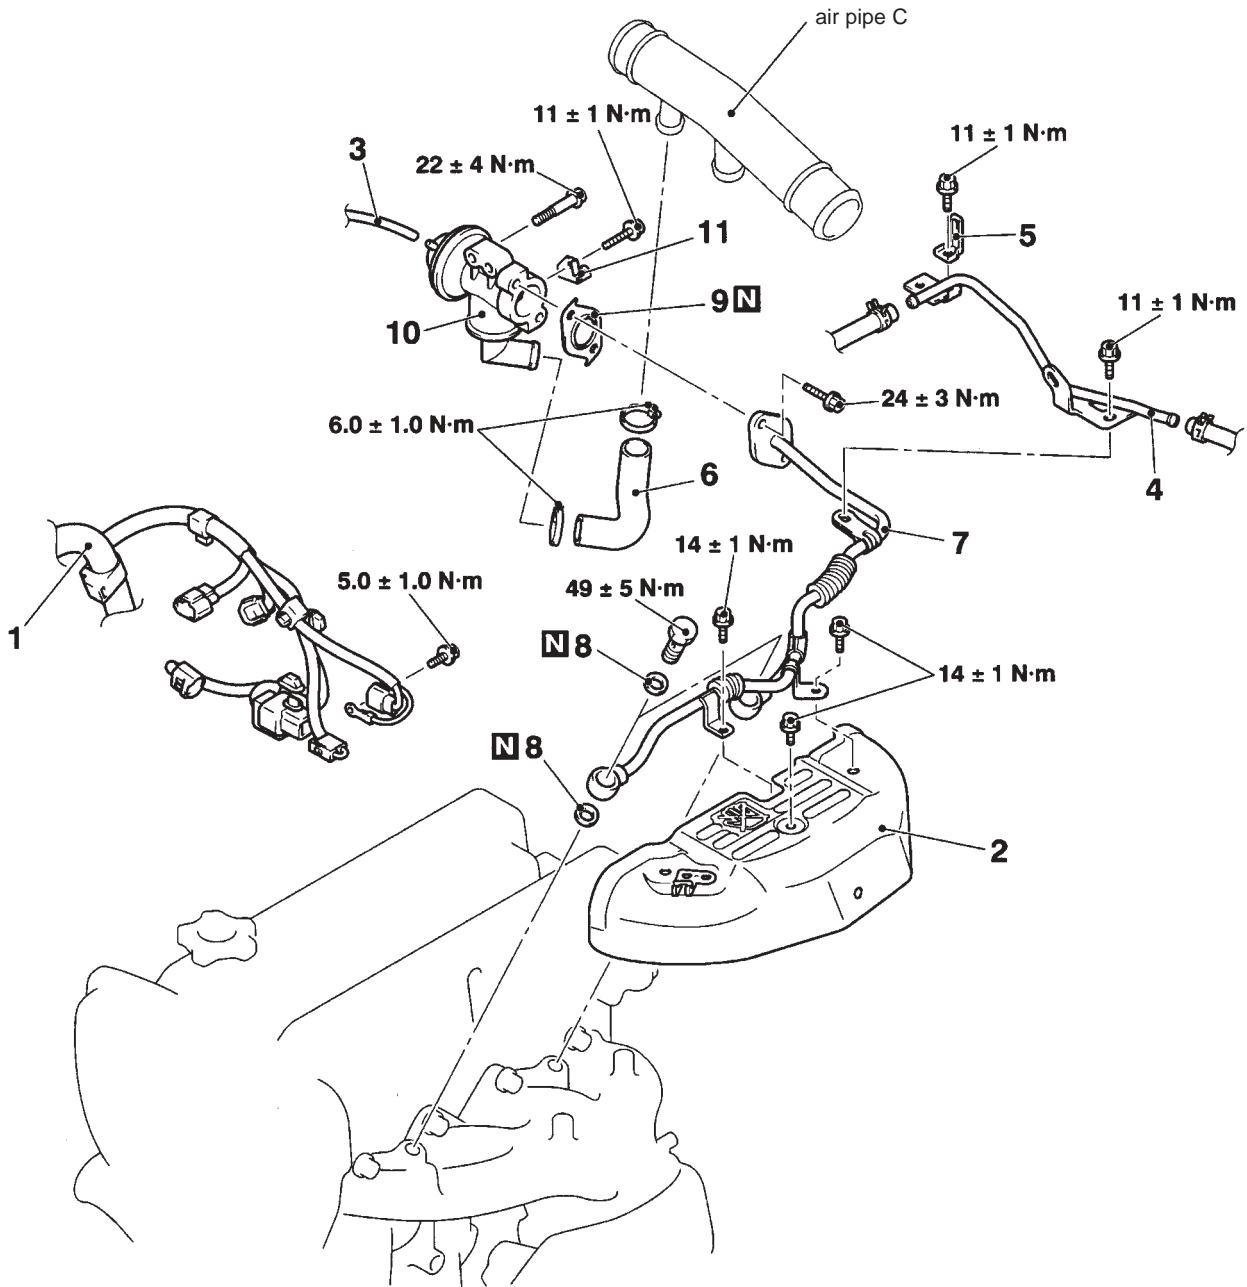 air pipe C
11 ± 1 N·m
11 ± 1 N·m
3
22 ± 4 N·m
11
5
9 N
11 ± 1 N·m
10
24 ± 3 N·m
6.0 ± 1.0 N·m
6
4
7
14 ± 1 N·m
5.0 ± 1.0 N·m
49 ± 5 N·m
1
N 8
14 ± 1 N·m
N 8
2